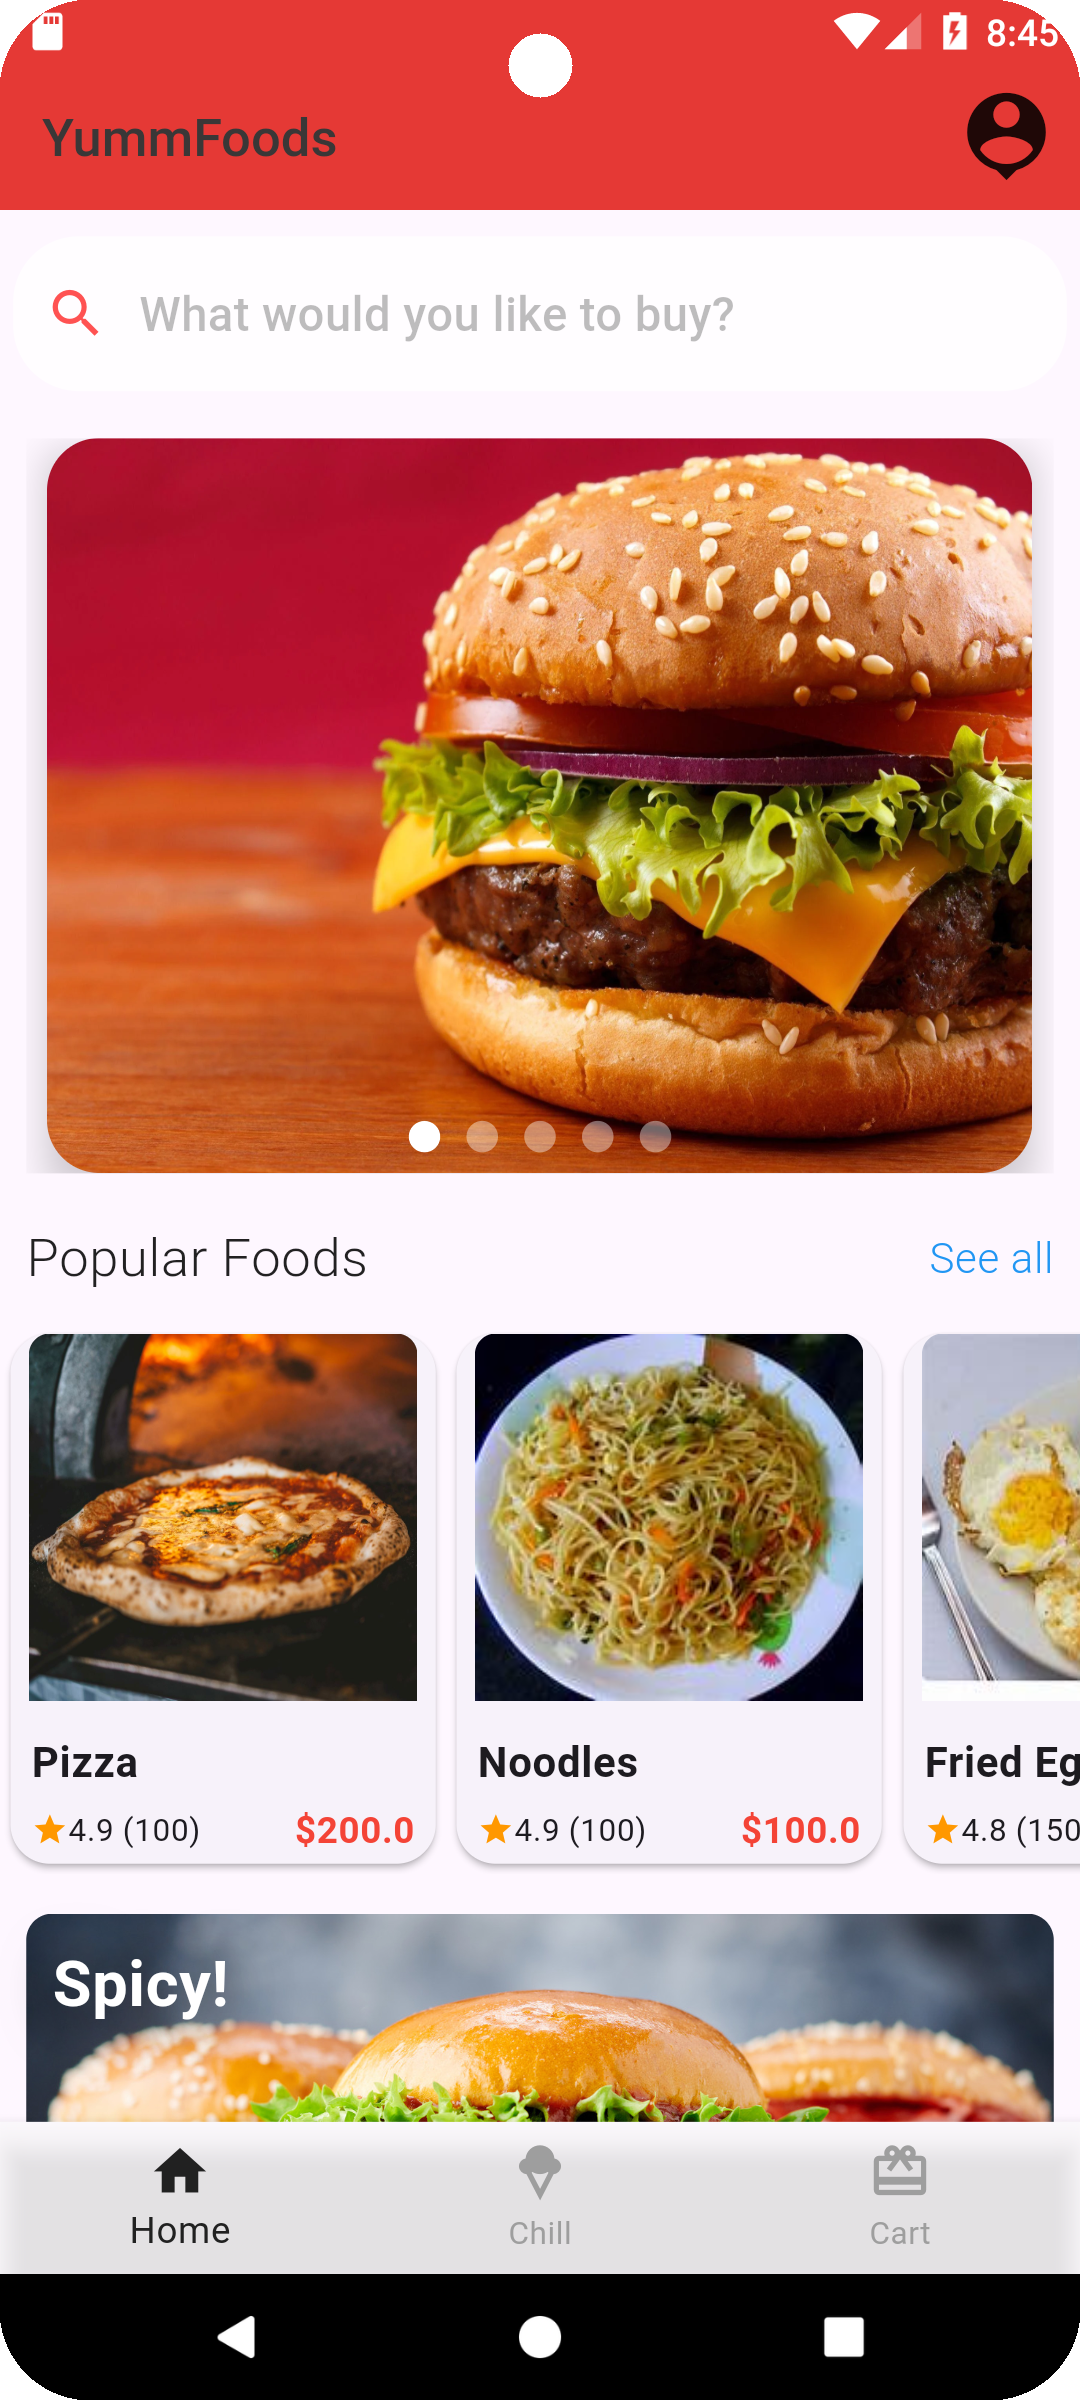 8:45
YummFoods
What would you like to buy?
Popular Foods
See all
Pizza
4.9 (100)
$200.0
Noodles
4.9 (100)
$100.0
Fried Eg
4.8 (150
Spicy!
Home
Chill
Cart